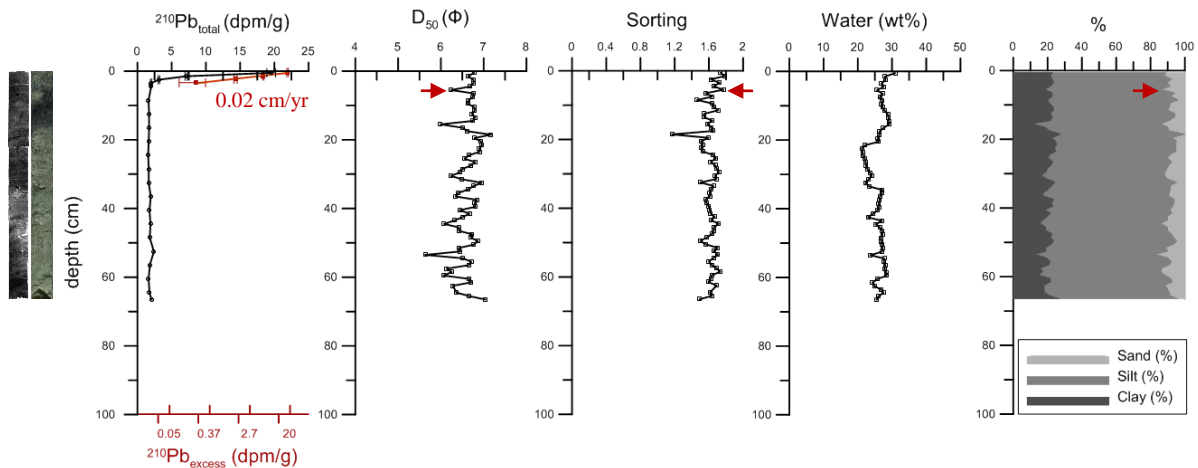 ²¹⁰Pbtotal (dpm/g)
0 5 10 15 20 25
0.02 cm/yr
0
20
40
60
80
100
depth (cm)
0.05 0.37 2.7 20
²¹⁰Pbexcess (dpm/g)
D50 (Φ)
4 5 6 7 8
0
20
40
60
80
100
Sorting
0 0.4 0.8 1.2 1.6 2
0
20
40
60
80
100
Water (wt%)
0 10 20 30 40 50
0
20
40
60
80
100
%
0 20 40 60 80 100
0
20
40
60
80
100
Sand (%)
Silt (%)
Clay (%)